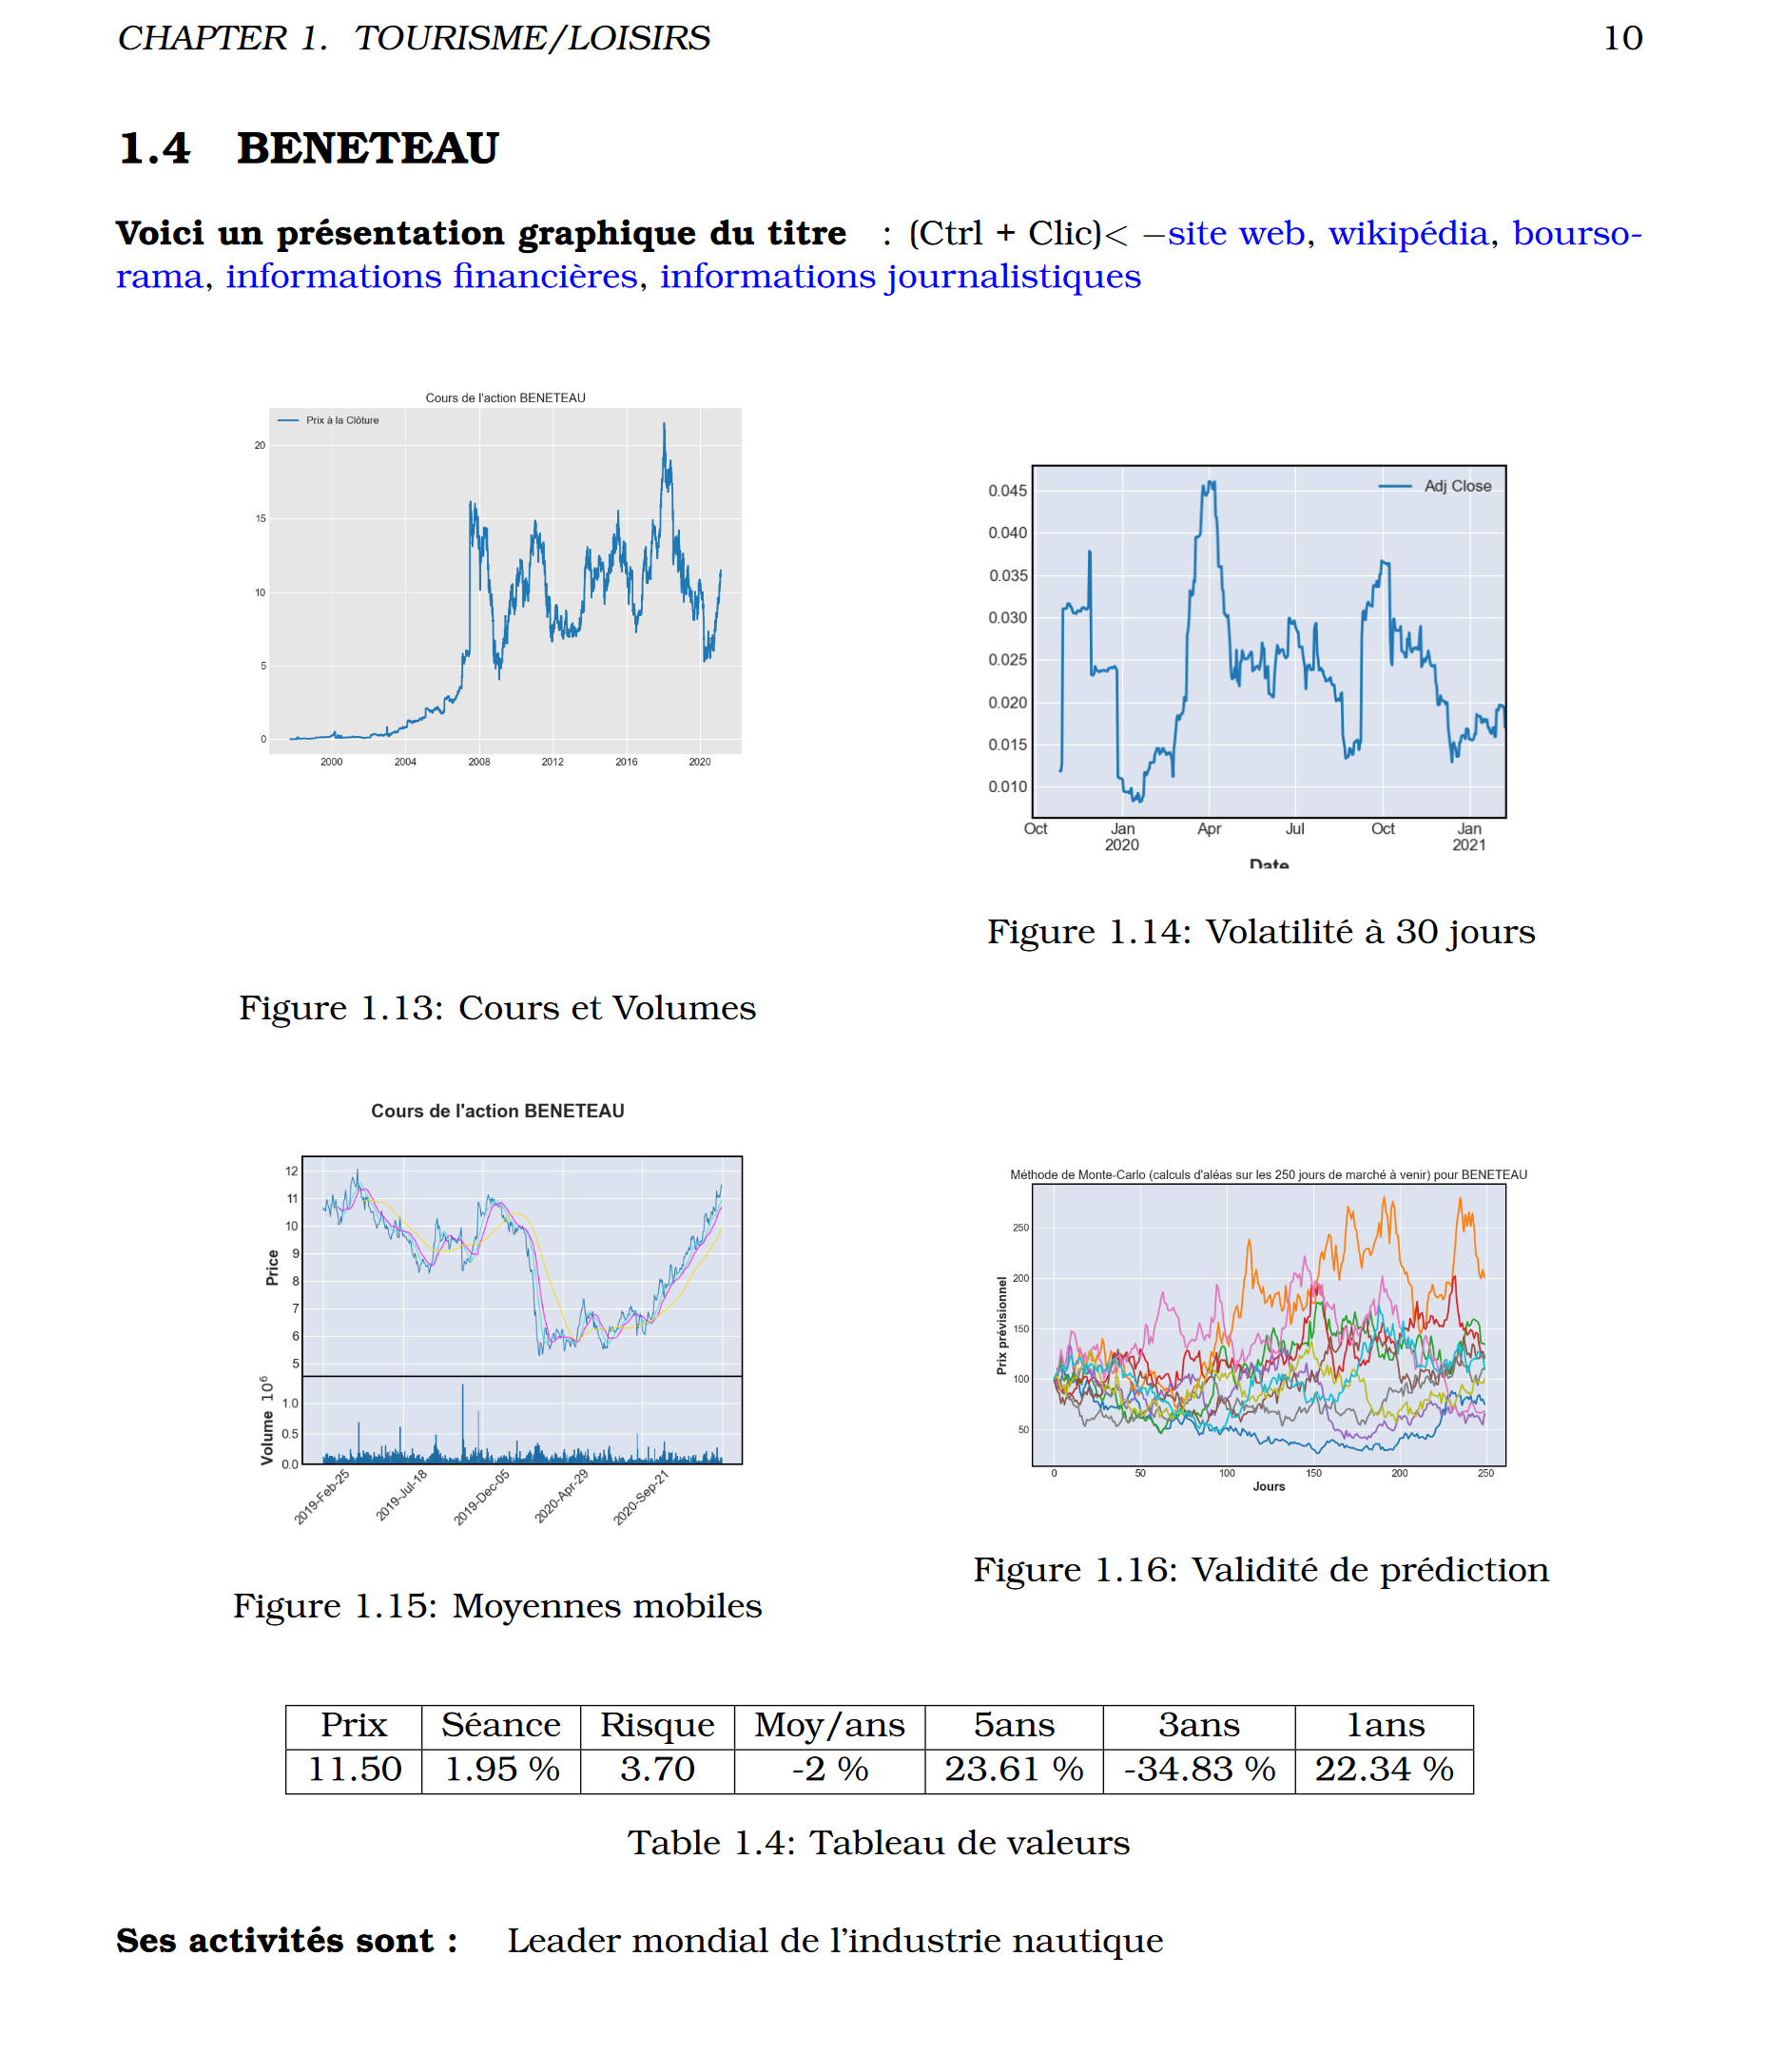 CHAPTER 1. TOURISME/LOISIRS 10
1.4 BENETEAU
Voici un présentation graphique du titre : (Ctrl + Clic)< −site web, wikipédia, bourso-
rama, informations financières, informations journalistiques
Cours de l'action BENETEAU
Prix à la Clôture
20
15
10
5
0
2000 2004 2008 2012 2016 2020
Adj Close
0.045
0.040
0.035
0.030
0.025
0.020
0.015
0.010
Oct Jan Apr Jul Oct Jan
2020 2021
Date
Figure 1.14: Volatilité à 30 jours
Figure 1.13: Cours et Volumes
Cours de l'action BENETEAU
Price
12
11
10
9
8
7
6
5
Volume 10^6
1.0
0.5
0.0
2019-Feb-25 2019-Jul-18 2019-Dec-05 2020-Apr-29 2020-Sep-21
Méthode de Monte-Carlo (calculs d'aléas sur les 250 jours de marché à venir) pour BENETEAU
Prix prévisionnel
250
200
150
100
50
0 50 100 150 200 250
Jours
Figure 1.16: Validité de prédiction
Figure 1.15: Moyennes mobiles
Prix Séance Risque Moy/ans 5ans 3ans 1ans
11.50 1.95 % 3.70 -2 % 23.61 % -34.83 % 22.34 %
Table 1.4: Tableau de valeurs
Ses activités sont : Leader mondial de l'industrie nautique